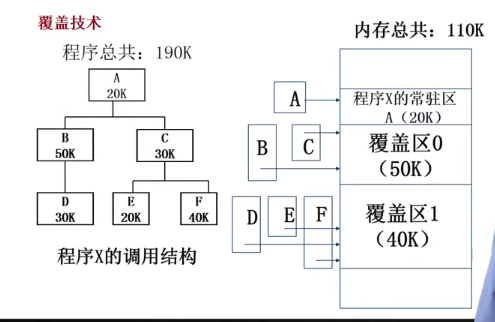 覆盖技术
程序总共：190K
A
20K
B
50K
C
30K
D
30K
E
20K
F
40K
程序X的调用结构
内存总共：110K
A
B
C
D
E
F
程序X的常驻区
A（20K）
覆盖区0
（50K）
覆盖区1
（40K）